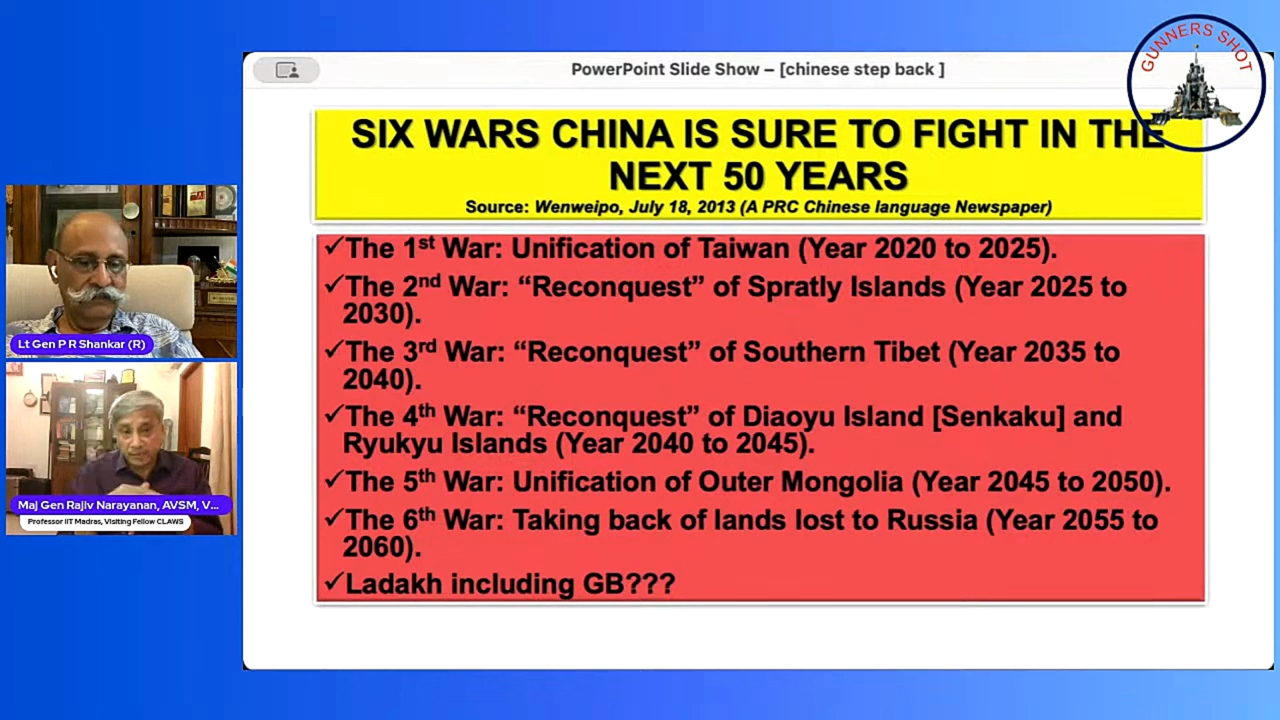 PowerPoint Slide Show – [chinese step back ]
GUNNERS SHOT
SIX WARS CHINA IS SURE TO FIGHT IN THE
NEXT 50 YEARS
Source: Wenweipo, July 18, 2013 (A PRC Chinese language Newspaper)
✓The 1st War: Unification of Taiwan (Year 2020 to 2025).
✓The 2nd War: “Reconquest” of Spratly Islands (Year 2025 to
2030).
✓The 3rd War: “Reconquest” of Southern Tibet (Year 2035 to
2040).
✓The 4th War: “Reconquest” of Diaoyu Island [Senkaku] and
Ryukyu Islands (Year 2040 to 2045).
✓The 5th War: Unification of Outer Mongolia (Year 2045 to 2050).
✓The 6th War: Taking back of lands lost to Russia (Year 2055 to
2060).
✓Ladakh including GB???
Lt Gen P R Shankar (R)
Maj Gen Rajiv Narayanan, AVSM, V...
Professor IIT Madras, Visiting Fellow CLAWS